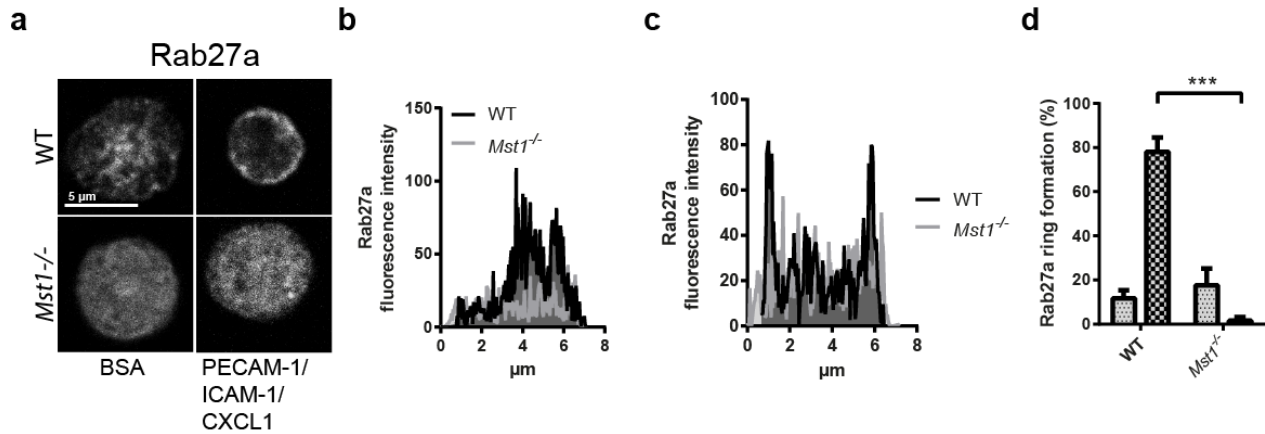 a
Rab27a
WT
Mst1-/-
5 µm
BSA
PECAM-1/
ICAM-1/
CXCL1
b
Rab27a
fluorescence intensity
150
100
50
0
0 2 4 6 8
µm
WT
Mst1-/-
c
Rab27a
fluorescence intensity
100
80
60
40
20
0
0 2 4 6 8
µm
WT
Mst1-/-
d
Rab27a ring formation (%)
100
80
60
40
20
0
***
WT
Mst1-/-